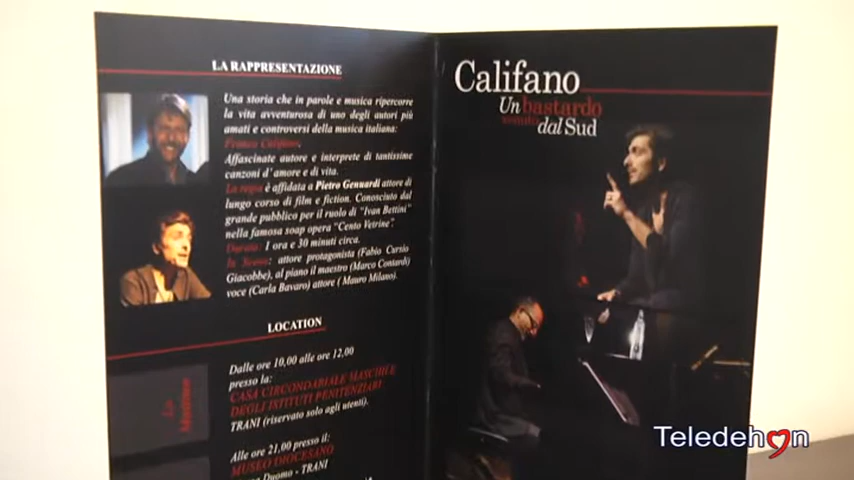 LA RAPPRESENTAZIONE
Una storia che in parole e musica ripercorre
la vita avventurosa di uno degli autori più
amati e controversi della musica italiana:
Franco Califano.
Affascinate autore e interprete di tantissime
canzoni d'amore e di vita.
La regia è affidata a Pietro Genuardi attore di
lungo corso di film e fiction. Conosciuto dal
grande pubblico per il ruolo di "Ivan Bettini"
nella famosa soap opera "Cento Vetrine".
Durata: 1 ora e 30 minuti circa.
In Scena: attore protagonista (Fabio Cursio
Giacobbe), al piano il maestro (Marco Contardi)
voce (Carla Bavaro) attore ( Mauro Milano).
LOCATION
Dalle ore 10,00 alle ore 12,00
presso la:
CASA CIRCONDARIALE MASCHILE
DEGLI ISTITUTI PENITENZIARI
TRANI (riservato solo agli utenti).
La
Mattinee
Alle ore 21,00 presso il:
MUSEO DIOCESANO
Duomo - TRANI
Califano
Un bastardo
venuto dal Sud
Teledehon